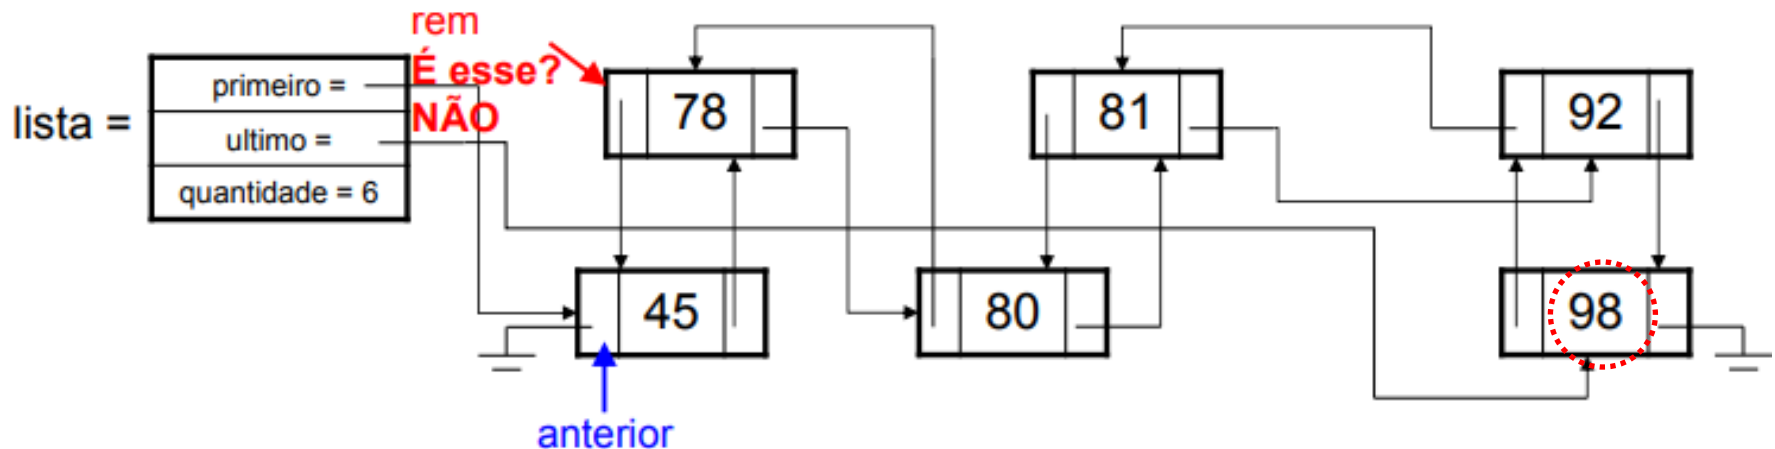 rem
É esse?
NÃO
lista =
primeiro =
ultimo =
quantidade = 6
78
81
92
45
80
98
anterior